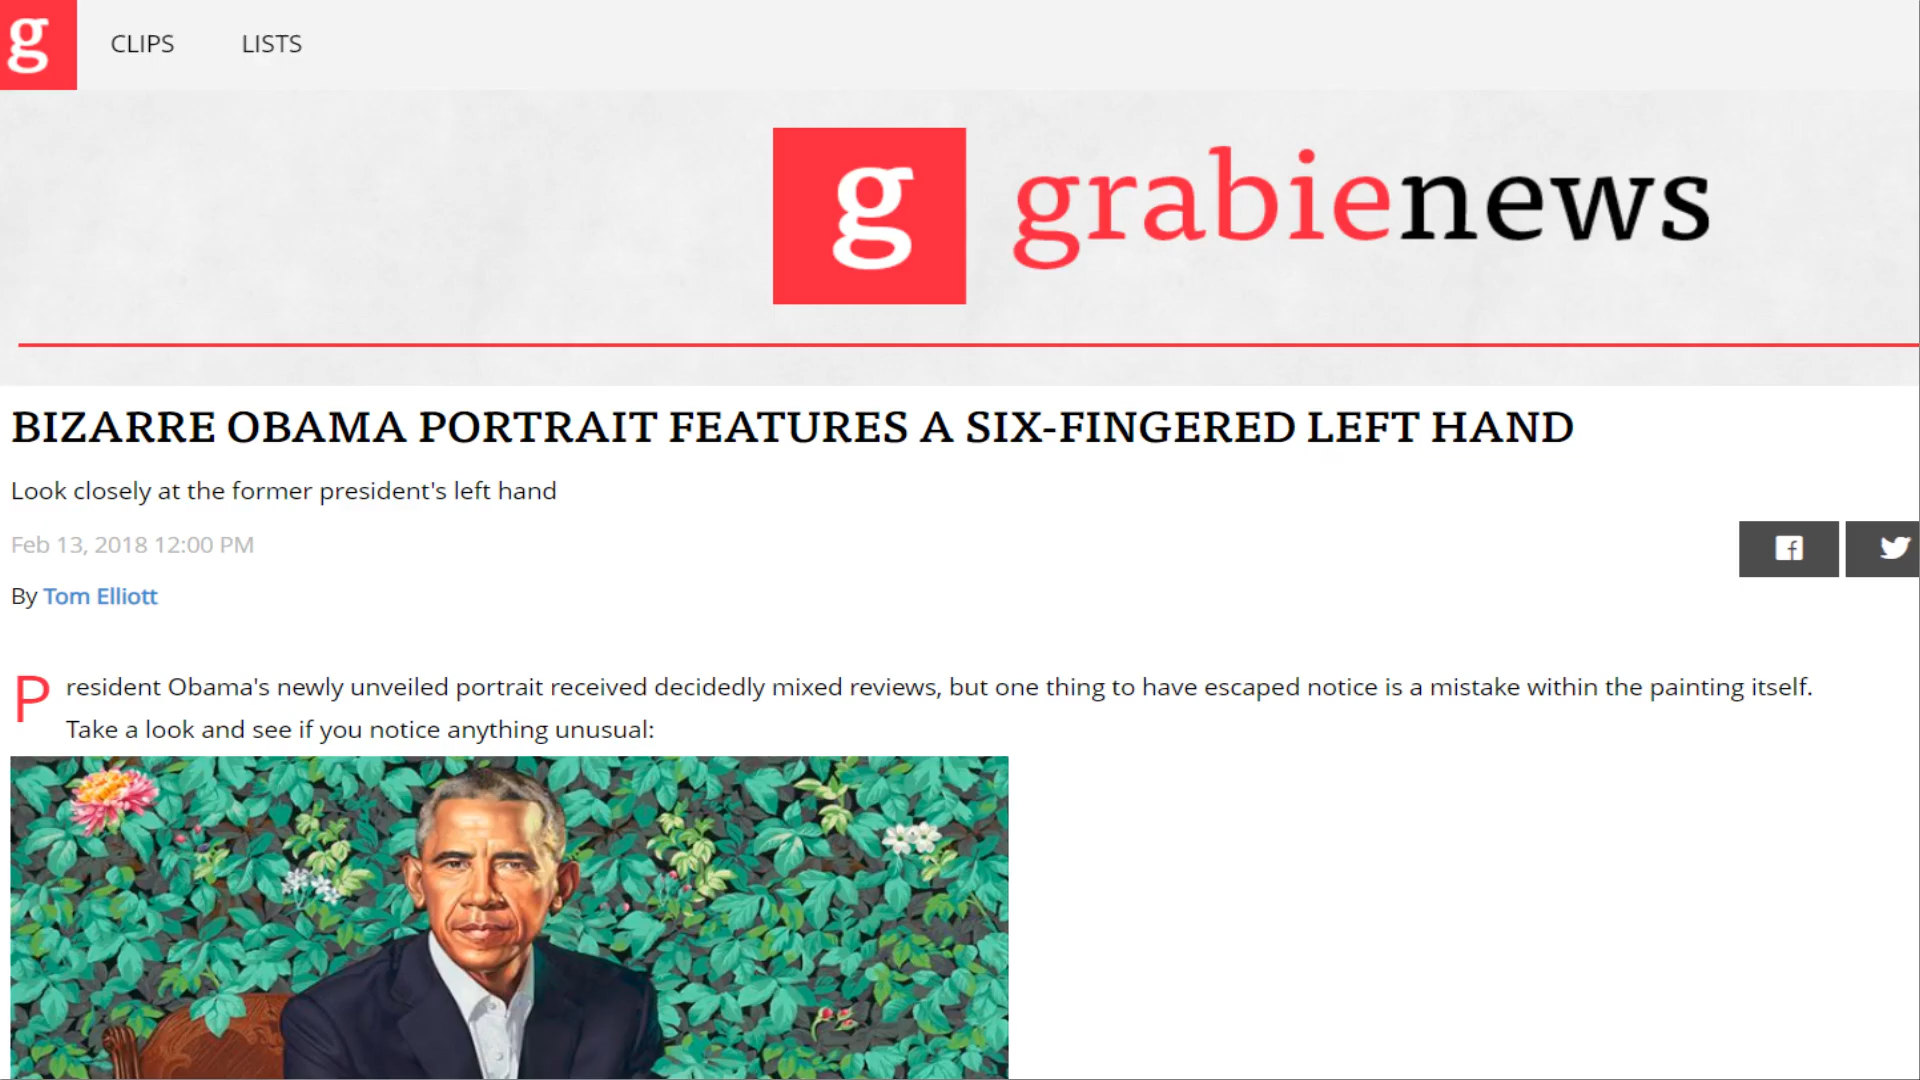 g
CLIPS LISTS
g grabienews
BIZARRE OBAMA PORTRAIT FEATURES A SIX-FINGERED LEFT HAND
Look closely at the former president's left hand
Feb 13, 2018 12:00 PM
By Tom Elliott
President Obama's newly unveiled portrait received decidedly mixed reviews, but one thing to have escaped notice is a mistake within the painting itself.
Take a look and see if you notice anything unusual: